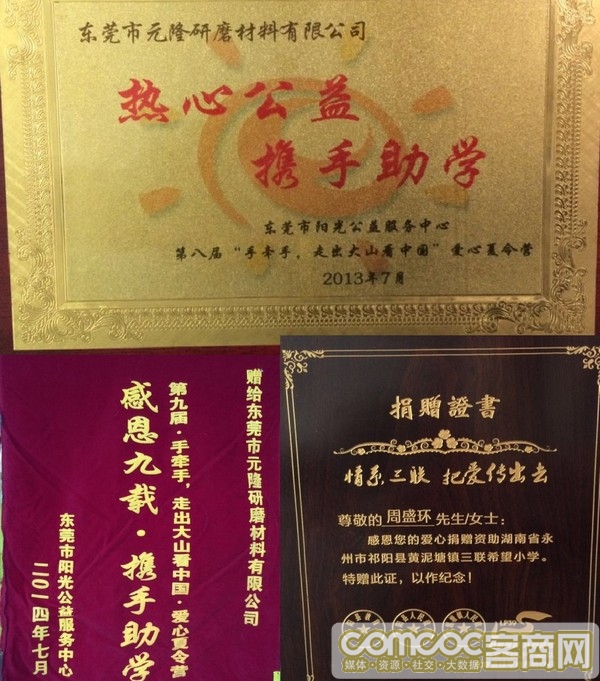 东莞市元隆研磨材料有限公司
热心公益
携手助学
东莞市阳光公益服务中心
第八届“手牵手，走出大山看中国”爱心夏令营
2013年7月
赠给东莞市元隆研磨材料有限公司
第九届·手牵手，走出大山看中国·爱心夏令营
感恩九载·携手助学
东莞市阳光公益服务中心
二〇一四年七月
捐赠證書
情系三联 把爱传出去
尊敬的 周盛环 先生/女士：
感恩您的爱心捐赠资助湖南省永
州市祁阳县黄泥塘镇三联希望小学。
特赠此证，以作纪念！
comcoc客商网
媒体·资源·社交·大数据